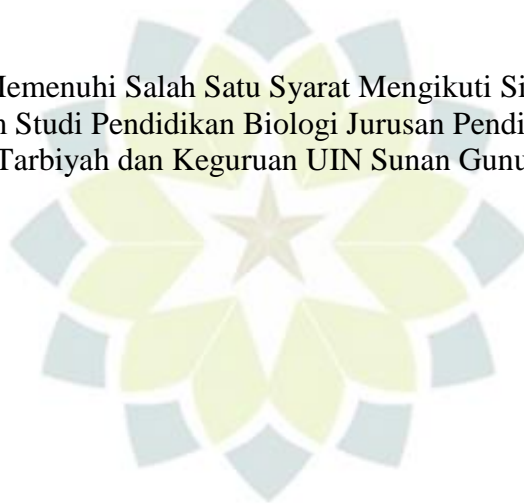 Memenuhi Salah Satu Syarat Mengikuti Si
n Studi Pendidikan Biologi Jurusan Pendi
Tarbiyah dan Keguruan UIN Sunan Gunu